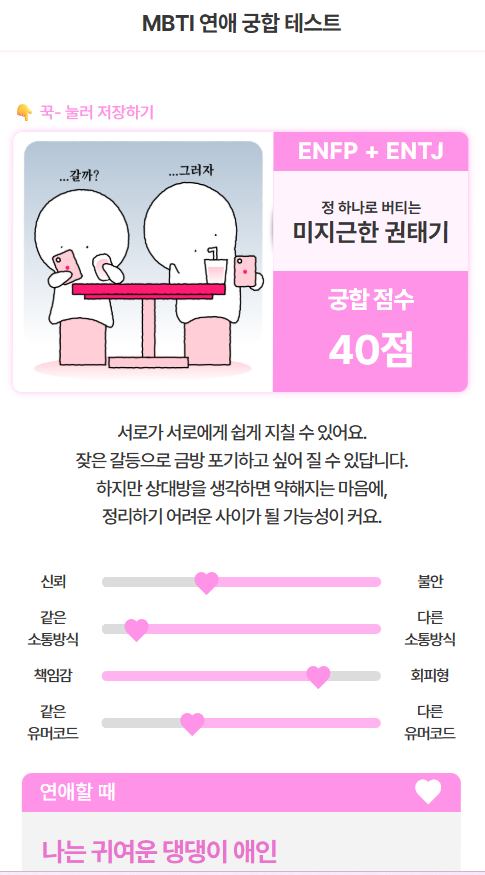 MBTI 연애 궁합 테스트
👇 꾹- 눌러 저장하기
...갈까?
...그러자
ENFP + ENTJ
정 하나로 버티는
미지근한 권태기
궁합 점수
40점
서로가 서로에게 쉽게 지칠 수 있어요.
잦은 갈등으로 금방 포기하고 싶어 질 수 있답니다.
하지만 상대방을 생각하면 약해지는 마음에,
정리하기 어려운 사이가 될 가능성이 커요.
신뢰
불안
같은
소통방식
다른
소통방식
책임감
회피형
같은
유머코드
다른
유머코드
연애할 때
나는 귀여운 댕댕이 애인